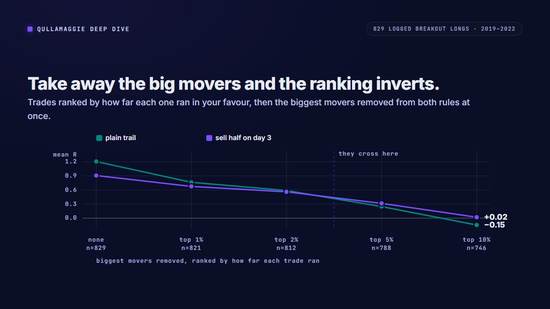 QULLAMAGGIE DEEP DIVE
829 LOGGED BREAKOUT LONGS · 2019–2022
Take away the big movers and the ranking inverts.
Trades ranked by how far each one ran in your favour, then the biggest movers removed from both rules at
once.
plain trail
sell half on day 3
mean R
they cross here
1.2
0.9
0.6
0.3
0.0
+0.02
−0.15
none
top 1%
top 2%
top 5%
top 10%
n=829
n=821
n=812
n=788
n=746
biggest movers removed, ranked by how far each trade ran